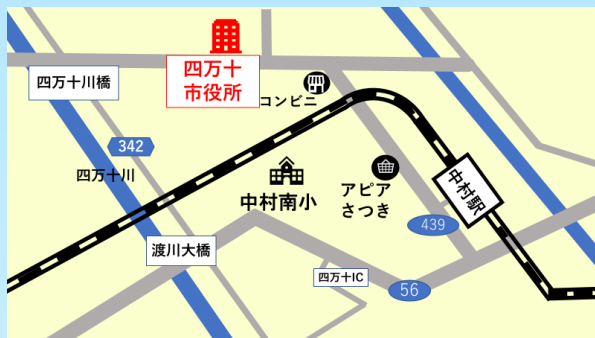 四万十
市役所
四万十川橋
コンビニ
342
四万十川
中村南小
アピア
さつき
中村駅
439
渡川大橋
四万十IC
56